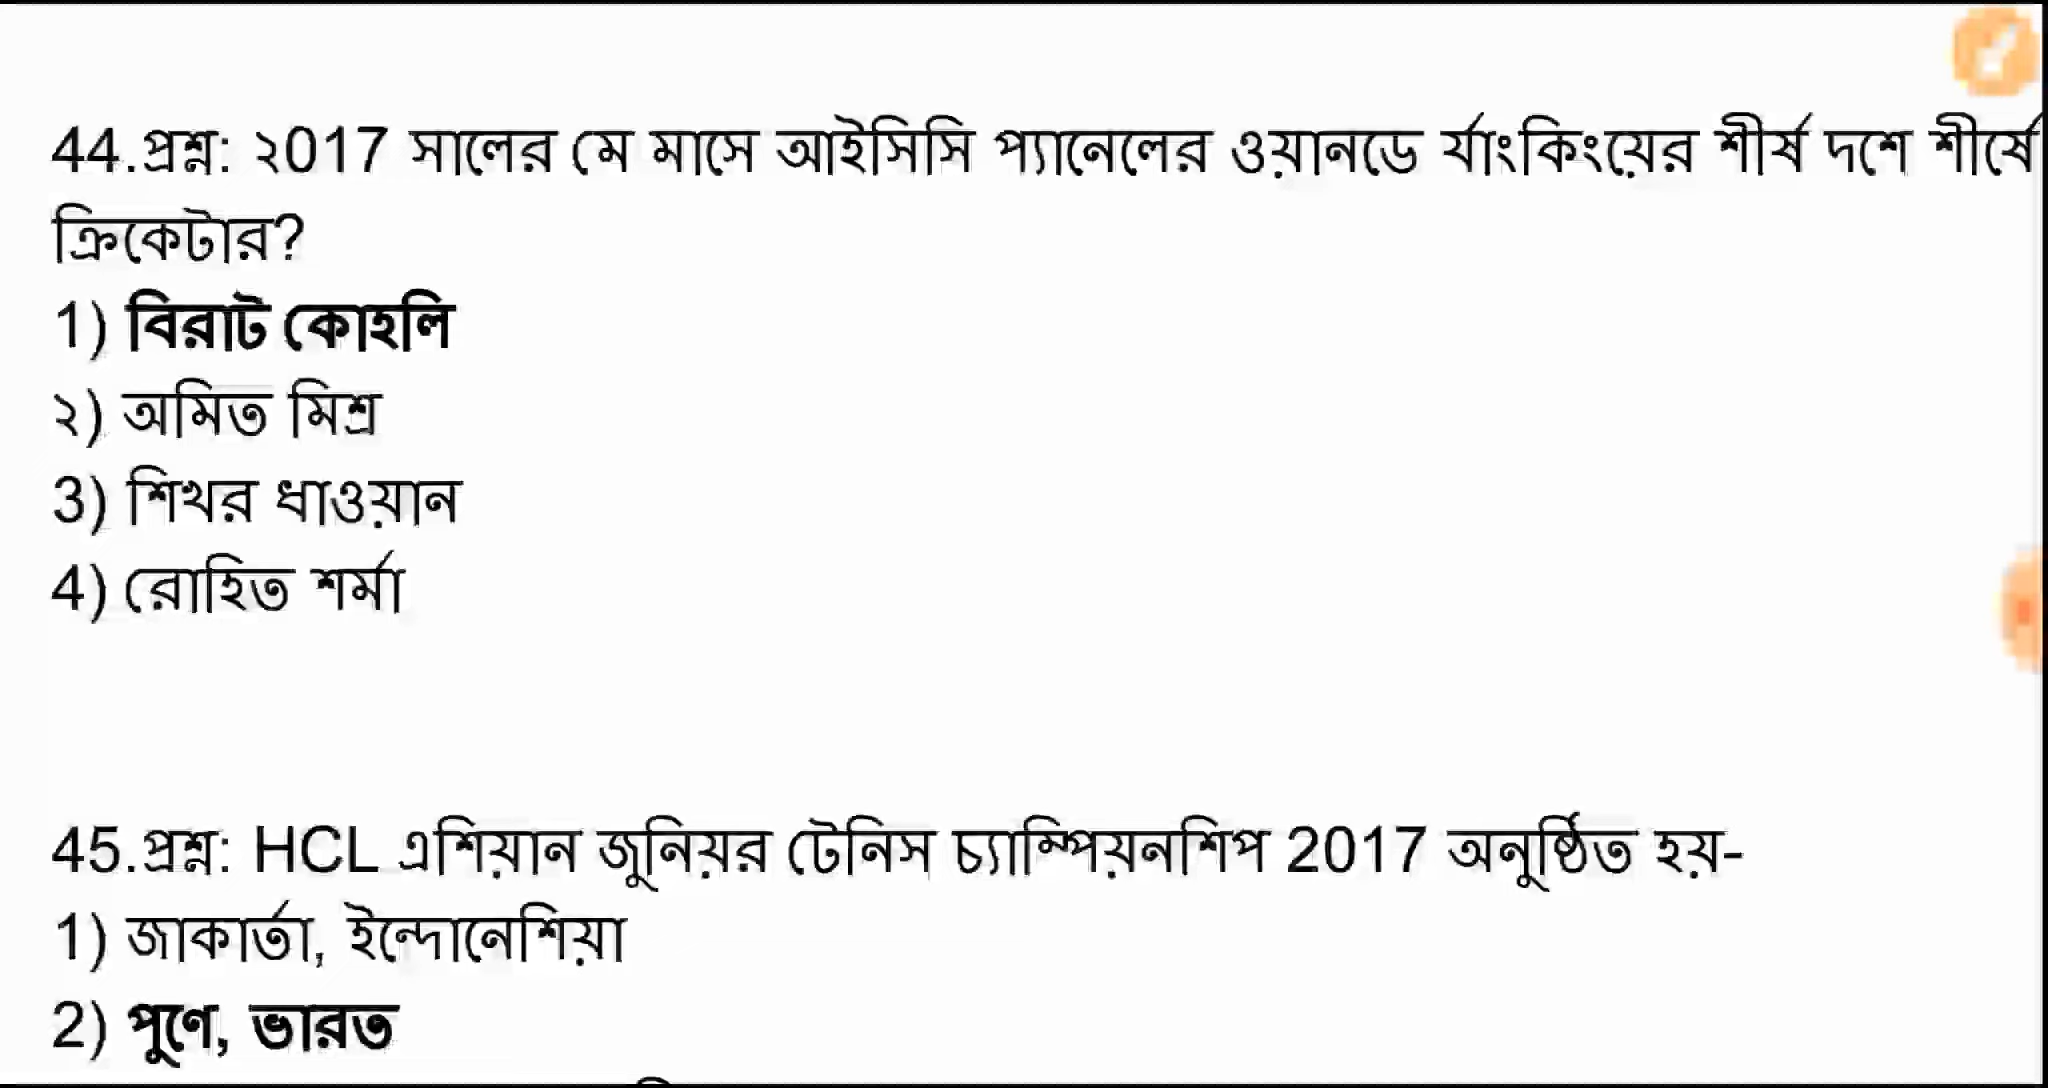 44.প্রশ্ন: ২017 সালের মে মাসে আইসিসি প্যানেলের ওয়ানডে র্যাংকিংয়ের শীর্ষ দশে শীর্ষে
ক্রিকেটার?
1) বিরাট কোহলি
২) অমিত মিশ্র
3) শিখর ধাওয়ান
4) রোহিত শর্মা
45.প্রশ্ন: HCL এশিয়ান জুনিয়র টেনিস চ্যাম্পিয়নশিপ 2017 অনুষ্ঠিত হয়-
1) জাকার্তা, ইন্দোনেশিয়া
2) পুণে, ভারত